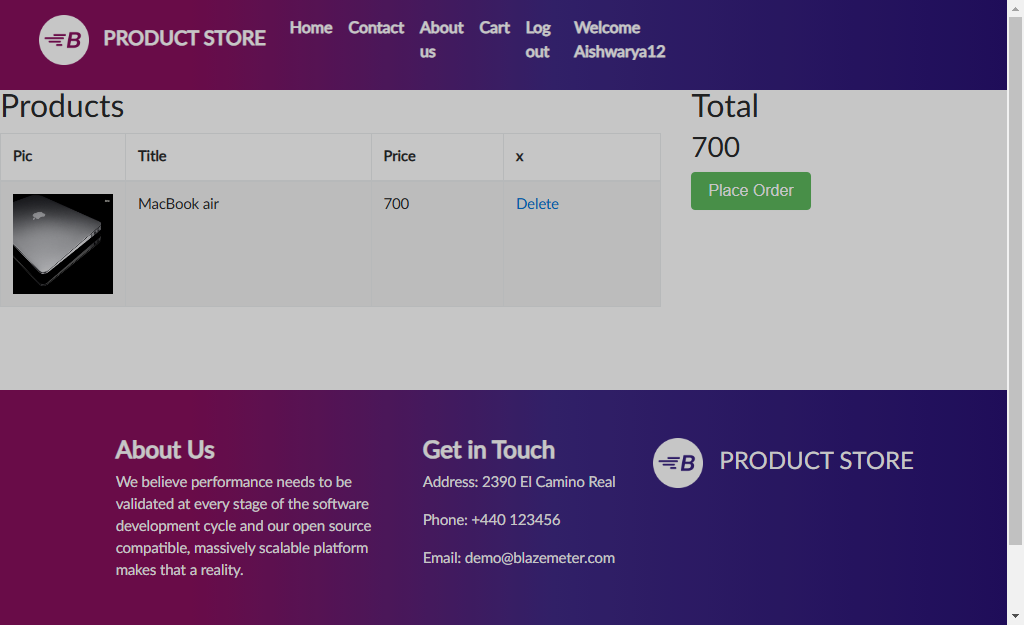 B PRODUCT STORE
Home Contact About us Cart Log out Welcome Aishwarya12
Products
Pic Title Price x
MacBook air 700 Delete
Total
700
Place Order
About Us
We believe performance needs to be
validated at every stage of the software
development cycle and our open source
compatible, massively scalable platform
makes that a reality.
Get in Touch
Address: 2390 El Camino Real
Phone: +440 123456
Email: demo@blazemeter.com
B PRODUCT STORE